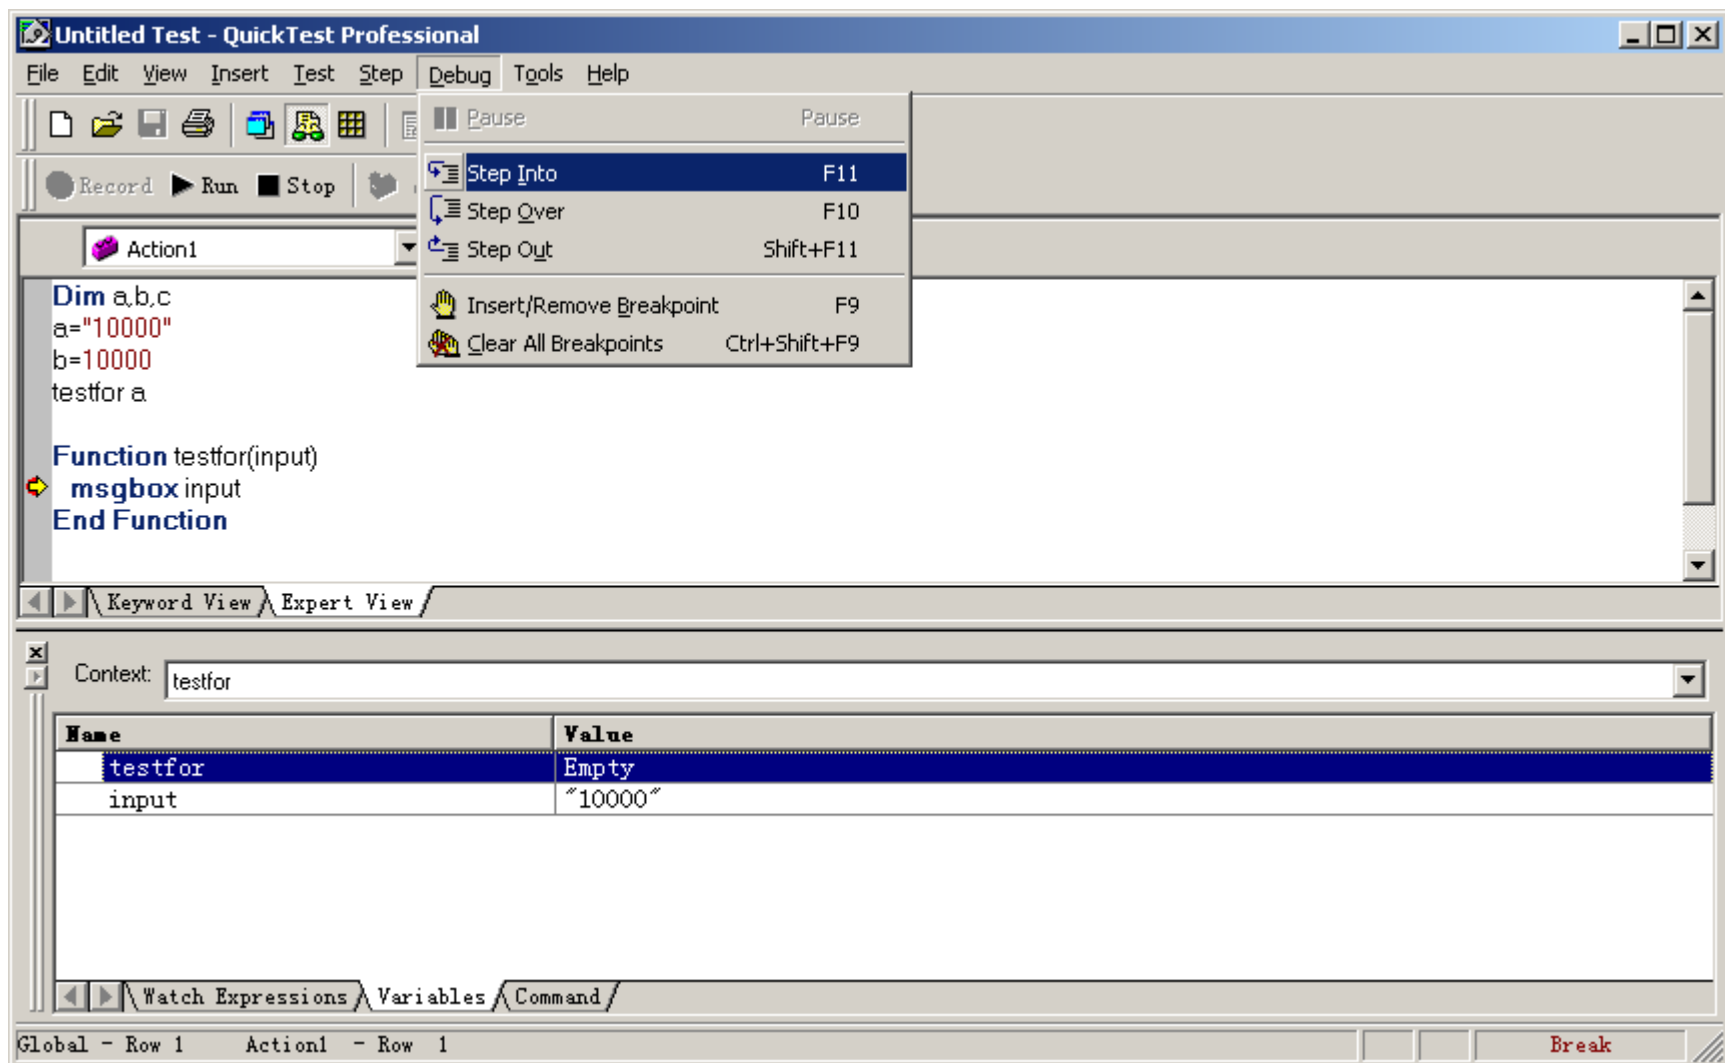 Untitled Test - QuickTest Professional
File Edit View Insert Test Step Debug Tools Help
Pause Pause
Record Run Stop
Step Into F11
Step Over F10
Action1
Step Out Shift+F11
Insert/Remove Breakpoint F9
Clear All Breakpoints Ctrl+Shift+F9
Dim a,b,c
a="10000"
b=10000
testfor a
Function testfor(input)
msgbox input
End Function
Keyword View Expert View
Context: testfor
Name Value
testfor Empty
input "10000"
Watch Expressions Variables Command
Global - Row 1 Action1 - Row 1 Break